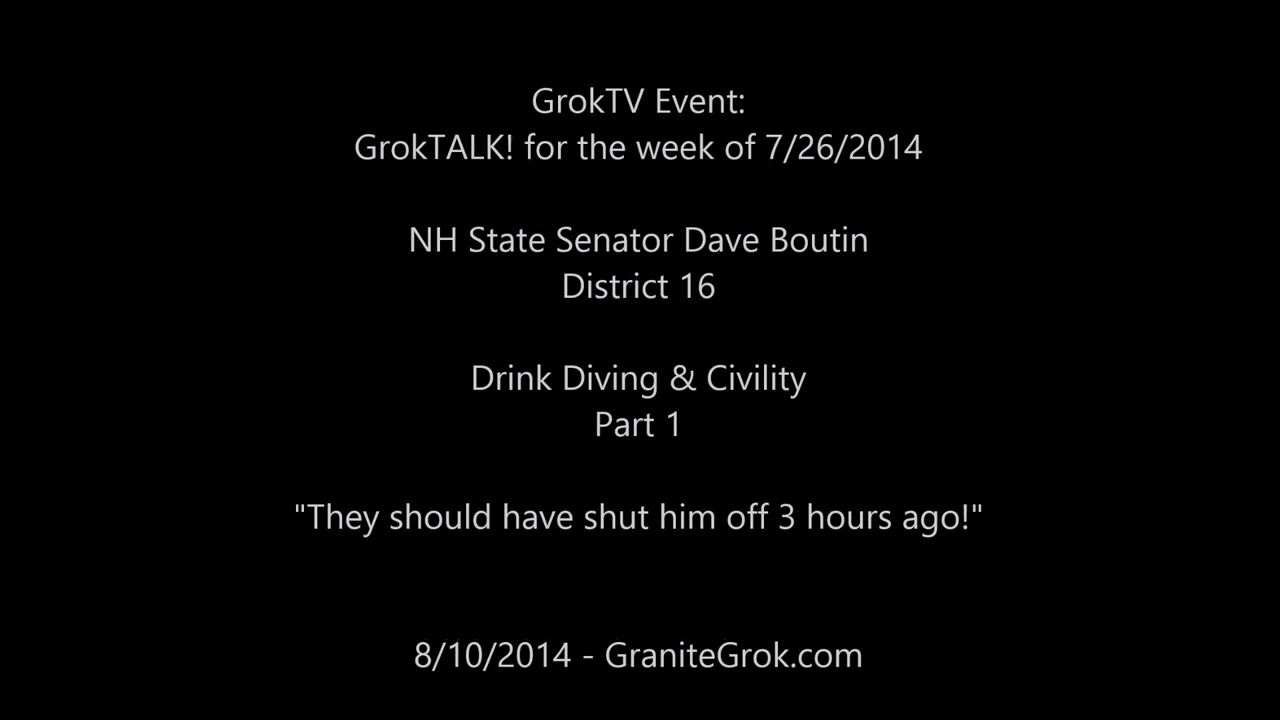 GrokTV Event:
GrokTALK! for the week of 7/26/2014
NH State Senator Dave Boutin
District 16
Drink Diving & Civility
Part 1
"They should have shut him off 3 hours ago!"
8/10/2014 - GraniteGrok.com